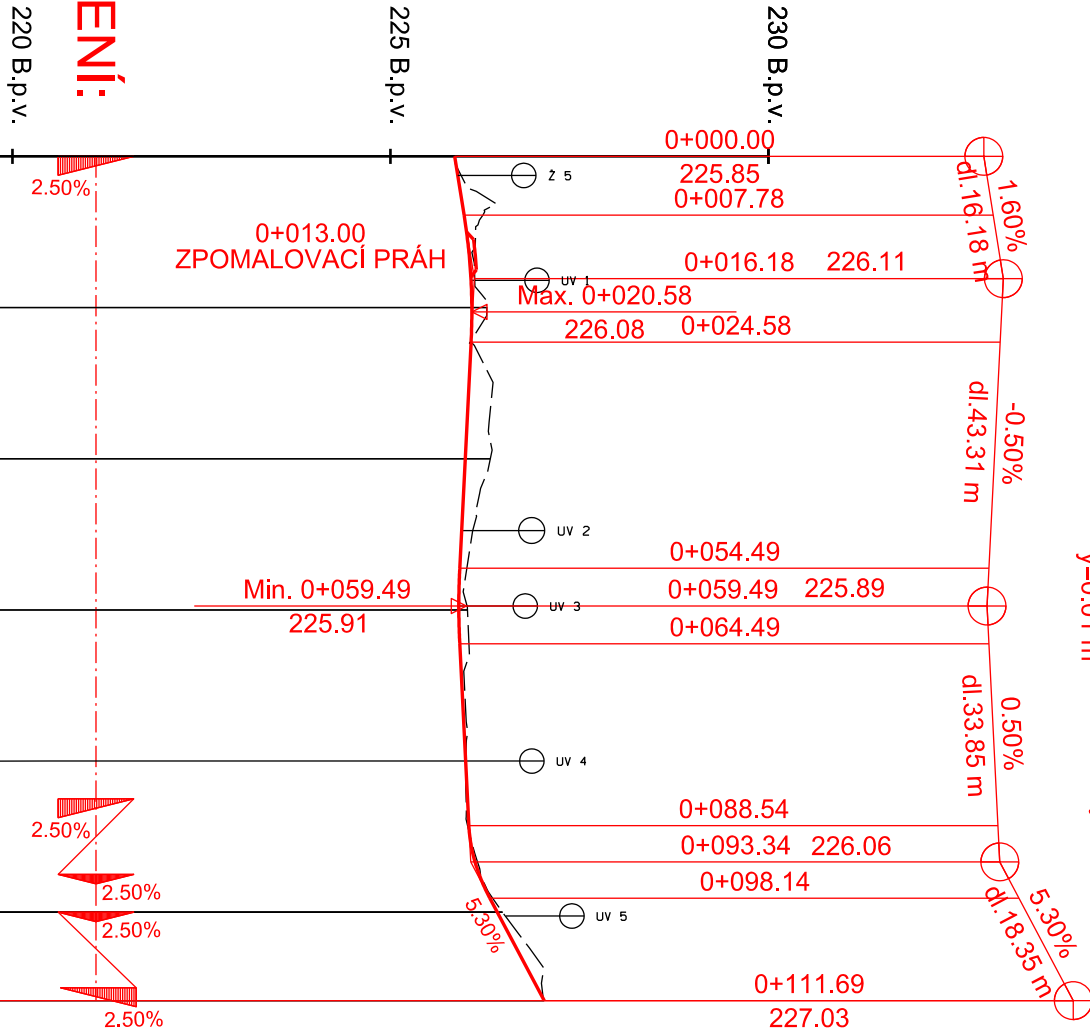 220 B.p.v.
225 B.p.v.
230 B.p.v.
ENÍ:
0+000.00
225.85
0+007.78
Ž 5
2.50%
1.60%
dl.16.18 m
0+013.00
ZPOMALOVACÍ PRÁH
0+016.18 226.11
UV 1
Max. 0+020.58
226.08 0+024.58
-0.50%
dl.43.31 m
UV 2
0+054.49
Min. 0+059.49
225.91
0+059.49 225.89
UV 3
0+064.49
0.50%
dl.33.85 m
UV 4
0+088.54
2.50%
0+093.34 226.06
0+098.14
2.50%
2.50%
5.30%
UV 5
5.30%
dl.18.35 m
0+111.69
227.03
2.50%